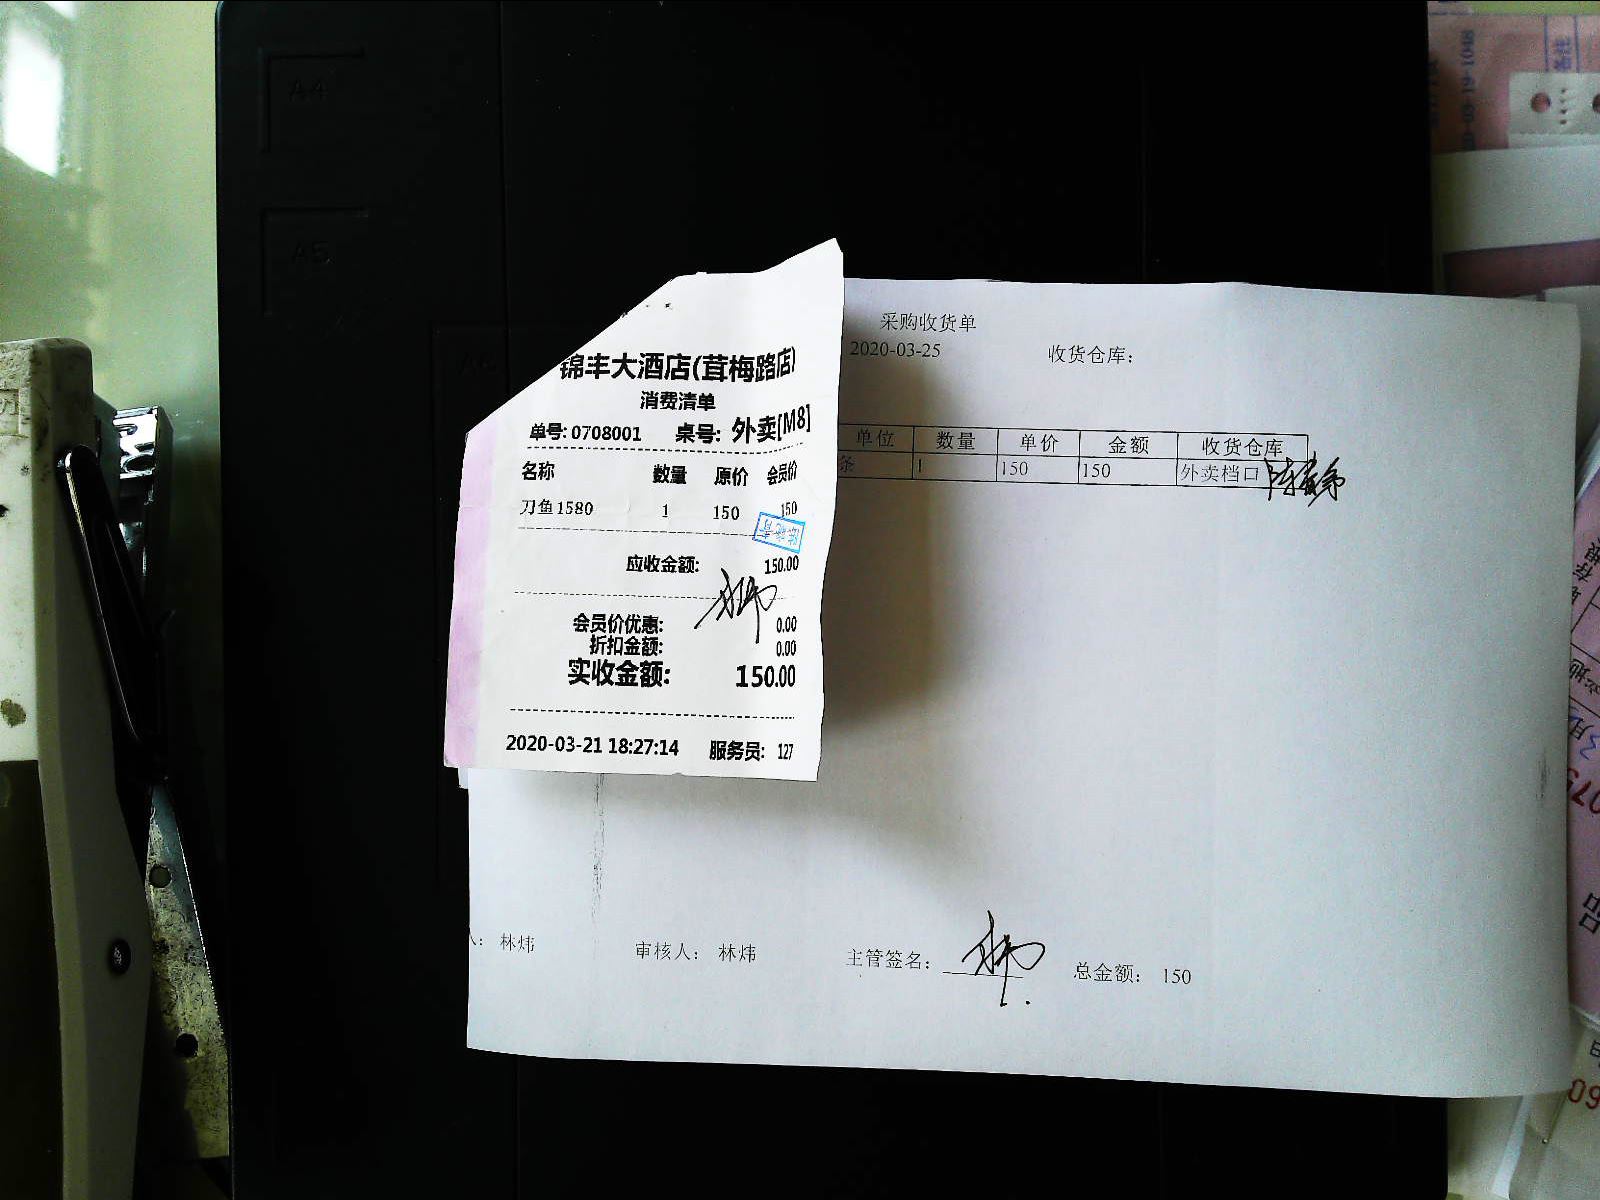 A4
A5
锦丰大酒店(茸梅路店)
消费清单
单号: 0708001 桌号: 外卖[M8]
名称 数量 原价 会员价
刀鱼1580 1 150 150
应收金额: 150.00
会员价优惠: 0.00
折扣金额: 0.00
实收金额: 150.00
2020-03-21 18:27:14 服务员: 127
采购收货单
2020-03-25 收货仓库:
单位 数量 单价 金额 收货仓库
条 1 150 150 外卖档口
林炜 审核人: 林炜 主管签名: 总金额: 150